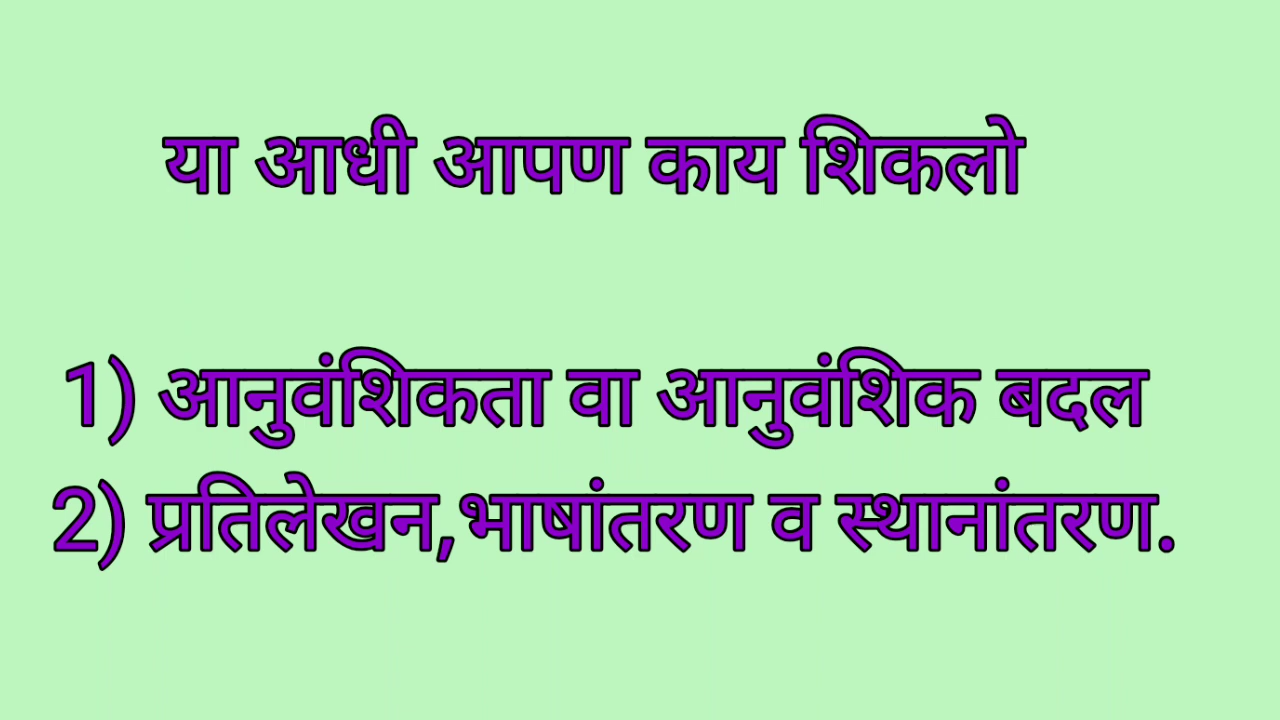 या आधी आपण काय शिकलो
1) आनुवंशिकता वा आनुवंशिक बदल
2) प्रतिलेखन,भाषांतरण व स्थानांतरण.